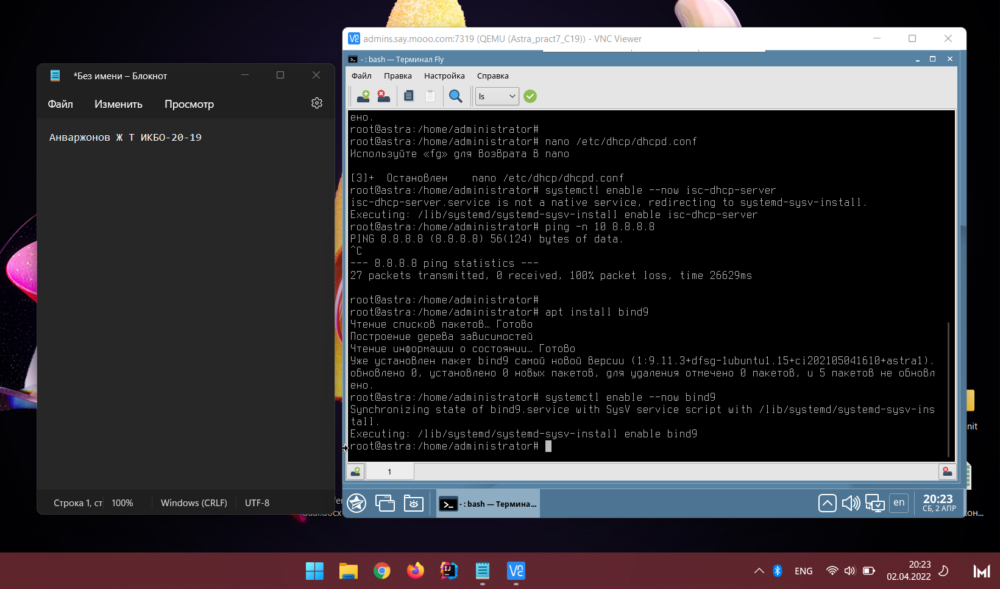 admins.say.mooo.com:7319 (QEMU (Astra_pract7_C19)) - VNC Viewer
- : bash — Терминал Fly
Файл Правка Настройка Справка
ls
ено.
root@astra:/home/administrator#
root@astra:/home/administrator# nano /etc/dhcp/dhcpd.conf
Используйте «fg» для возврата в nano
[3]+ Остановлен nano /etc/dhcp/dhcpd.conf
root@astra:/home/administrator# systemctl enable --now isc-dhcp-server
isc-dhcp-server.service is not a native service, redirecting to systemd-sysv-install.
Executing: /lib/systemd/systemd-sysv-install enable isc-dhcp-server
root@astra:/home/administrator# ping -n 10 8.8.8.8
PING 8.8.8.8 (8.8.8.8) 56(124) bytes of data.
^C
--- 8.8.8.8 ping statistics ---
27 packets transmitted, 0 received, 100% packet loss, time 26629ms
root@astra:/home/administrator#
root@astra:/home/administrator# apt install bind9
Чтение списков пакетов… Готово
Построение дерева зависимостей
Чтение информации о состоянии… Готово
Уже установлен пакет bind9 самой новой версии (1:9.11.3+dfsg-1ubuntu1.15+ci202105041610+astra1).
обновлено 0, установлено 0 новых пакетов, для удаления отмечено 0 пакетов, и 5 пакетов не обновл
ено.
root@astra:/home/administrator# systemctl enable --now bind9
Synchronizing state of bind9.service with SysV service script with /lib/systemd/systemd-sysv-ins
tall.
Executing: /lib/systemd/systemd-sysv-install enable bind9
root@astra:/home/administrator#
1
- : bash — Термина...
en
20:23
СБ, 2 АПР
*Без имени – Блокнот
Файл Изменить Просмотр
Анваржонов Ж Т ИКБО-20-19
Строка 1, ст 100% Windows (CRLF) UTF-8
nit
кон...
ENG
20:23
02.04.2022